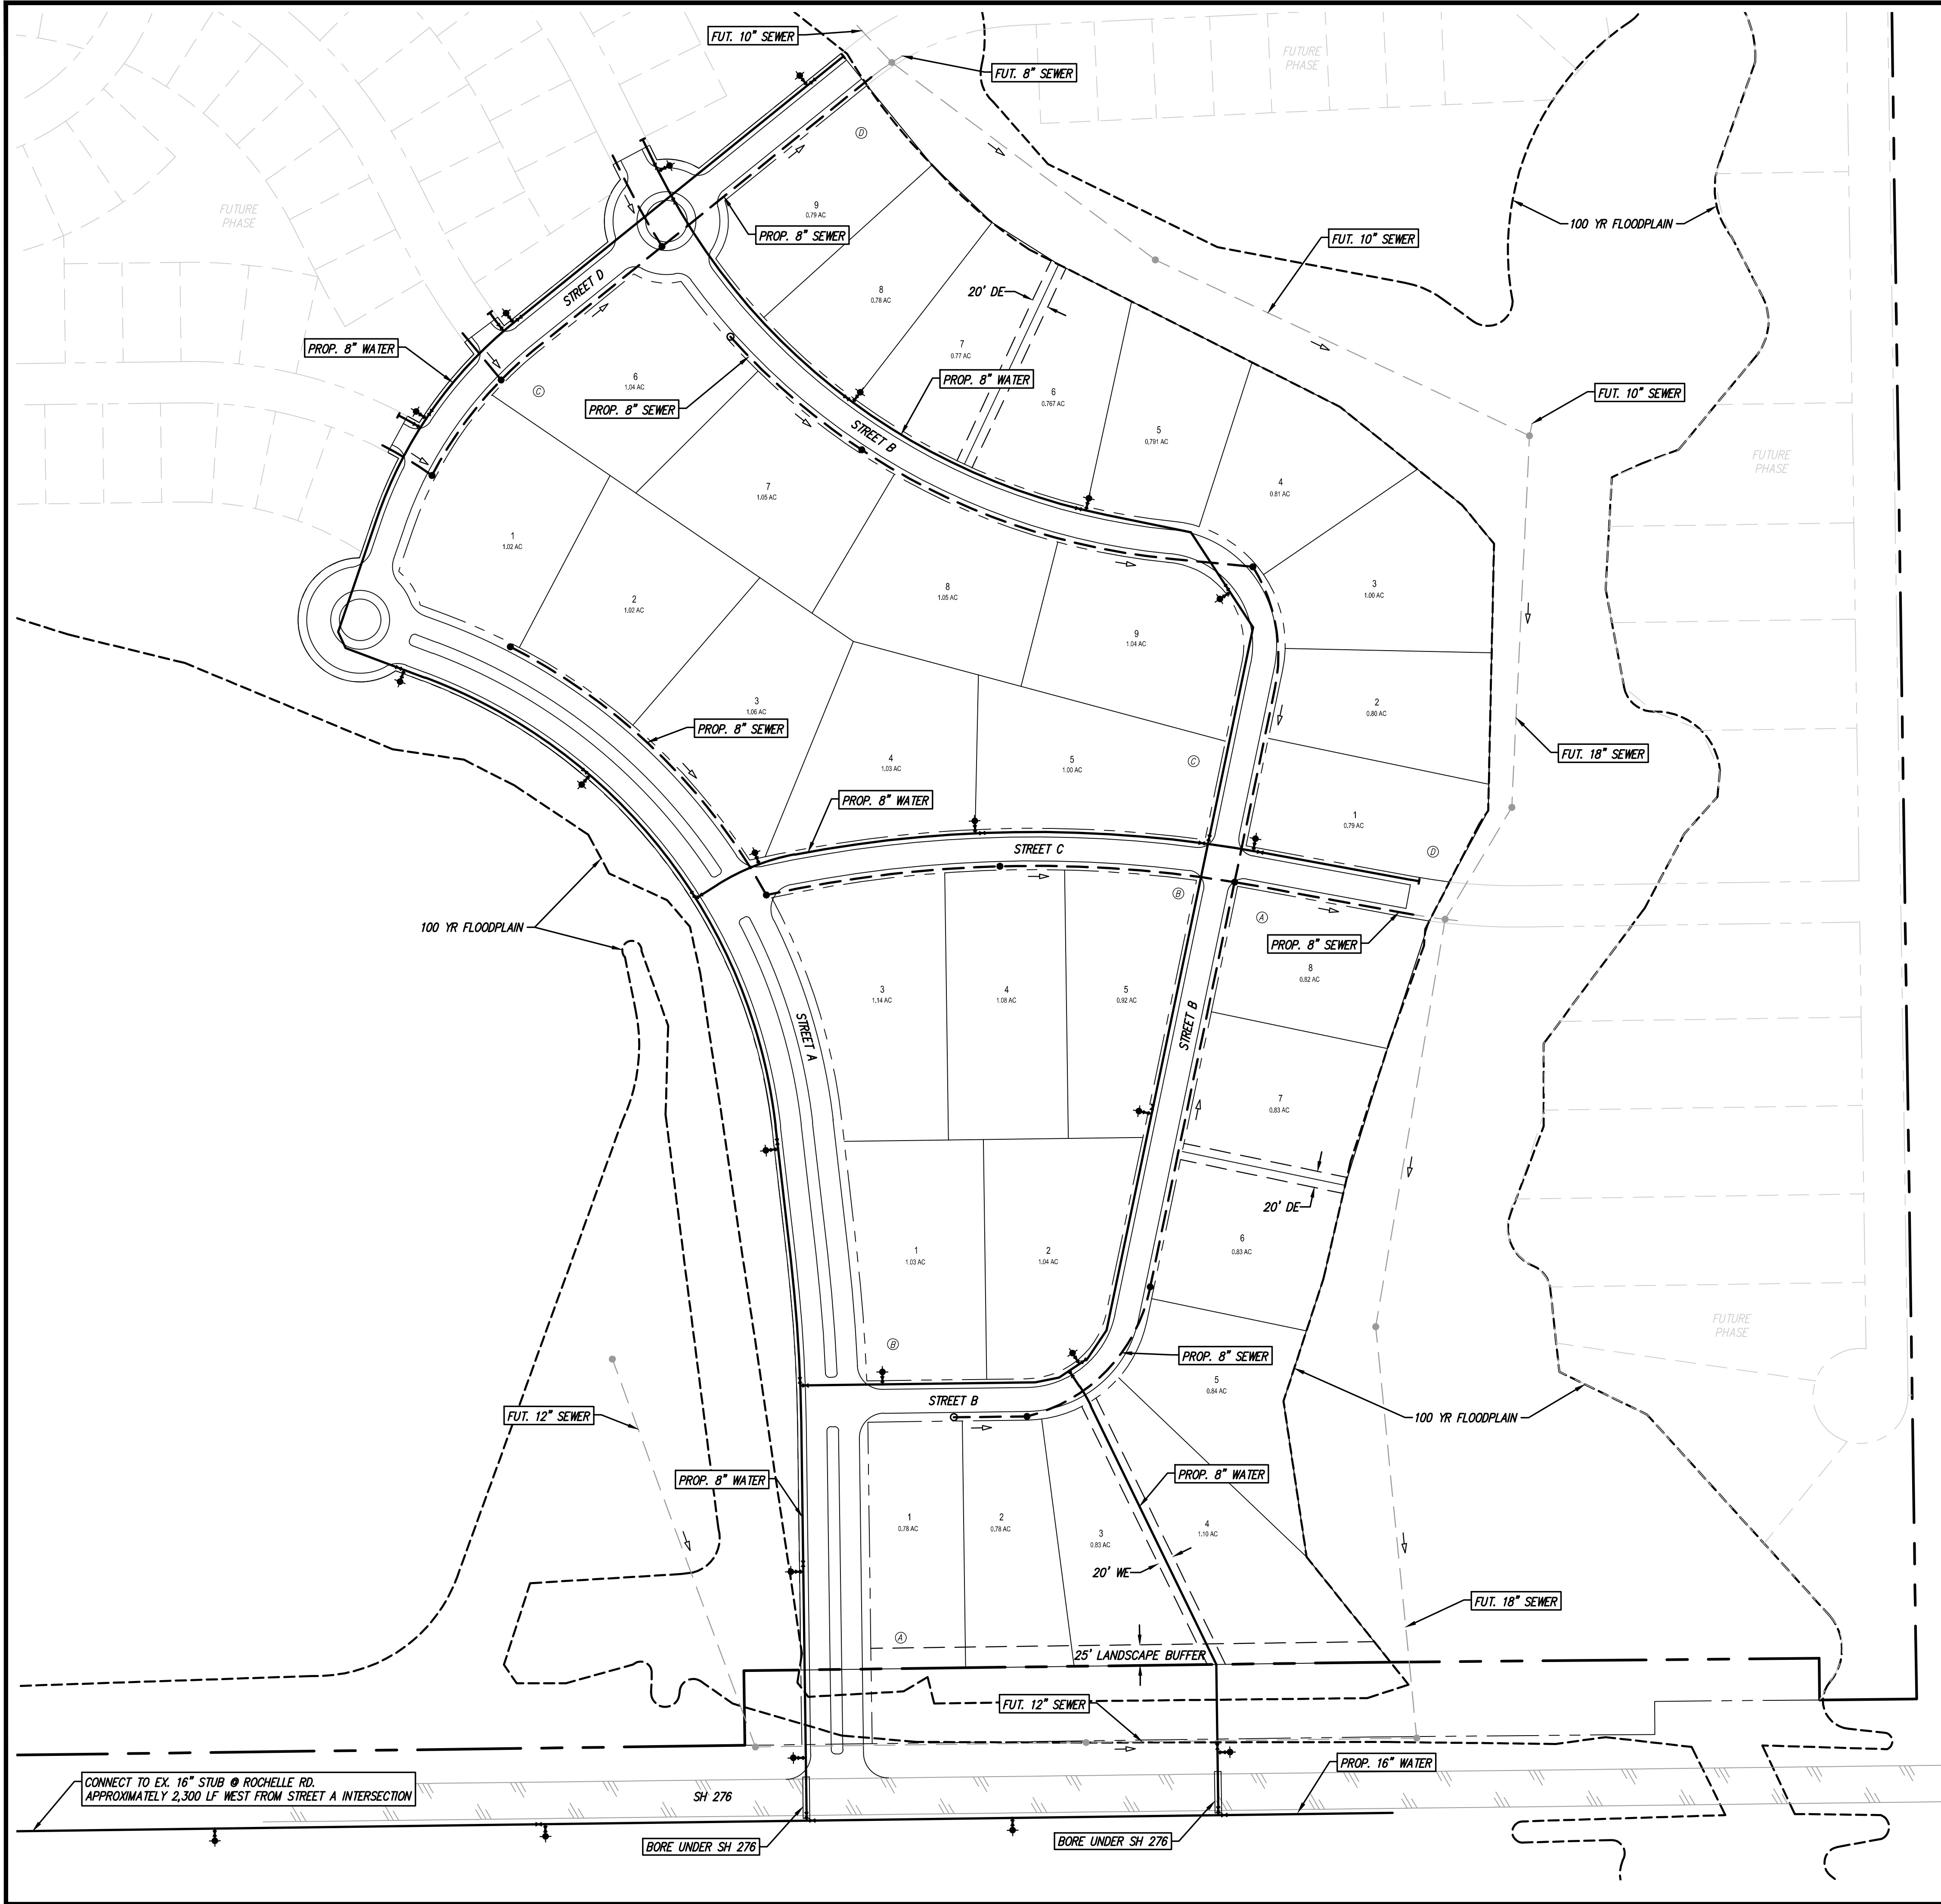 FUT. 10" SEWER
FUT. 8" SEWER
FUTURE
PHASE
D
FUTURE
PHASE
9
0.79 AC
100 YR FLOODPLAIN
PROP. 8" SEWER
FUT. 10" SEWER
STREET D
8
0.78 AC
20' DE
PROP. 8" WATER
7
0.77 AC
6
1.04 AC
C
PROP. 8" WATER
6
0.767 AC
FUT. 10" SEWER
PROP. 8" SEWER
STREET B
5
0.791 AC
FUTURE
PHASE
7
1.05 AC
4
0.81 AC
1
1.02 AC
3
1.00 AC
8
1.05 AC
2
1.02 AC
9
1.04 AC
3
1.06 AC
2
0.80 AC
PROP. 8" SEWER
FUT. 18" SEWER
4
1.03 AC
5
1.00 AC
C
PROP. 8" WATER
1
0.79 AC
STREET C
D
B
100 YR FLOODPLAIN
A
PROP. 8" SEWER
8
0.82 AC
3
1.14 AC
4
1.08 AC
5
0.92 AC
STREET A
STREET B
7
0.83 AC
20' DE
6
0.83 AC
1
1.03 AC
2
1.04 AC
FUTURE
PHASE
B
PROP. 8" SEWER
5
0.84 AC
STREET B
FUT. 12" SEWER
100 YR FLOODPLAIN
PROP. 8" WATER
PROP. 8" WATER
1
0.78 AC
2
0.78 AC
3
0.83 AC
4
1.10 AC
20' WE
FUT. 18" SEWER
A
25' LANDSCAPE BUFFER
FUT. 12" SEWER
PROP. 16" WATER
CONNECT TO EX. 16" STUB @ ROCHELLE RD.
APPROXIMATELY 2,300 LF WEST FROM STREET A INTERSECTION
SH 276
BORE UNDER SH 276
BORE UNDER SH 276